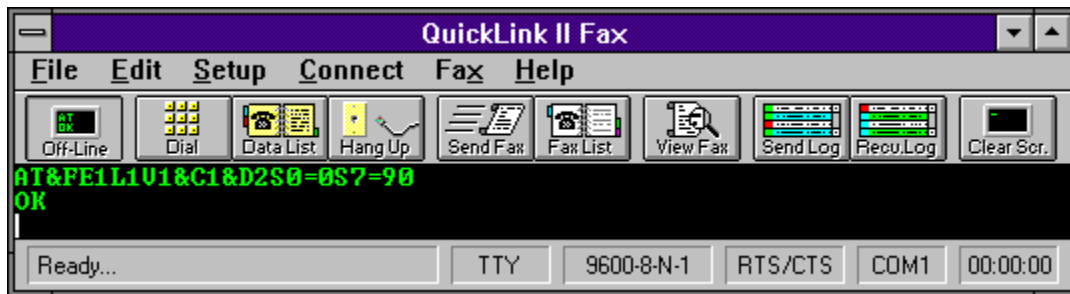 QuickLink II Fax
File Edit Setup Connect Fax Help
AT
OK
Off-Line Dial Data List Hang Up Send Fax Fax List View Fax Send Log Recv.Log Clear Scr.
AT&FE1L1V1&C1&D2S0=0S7=90
OK
Ready... TTY 9600-8-N-1 RTS/CTS COM1 00:00:00